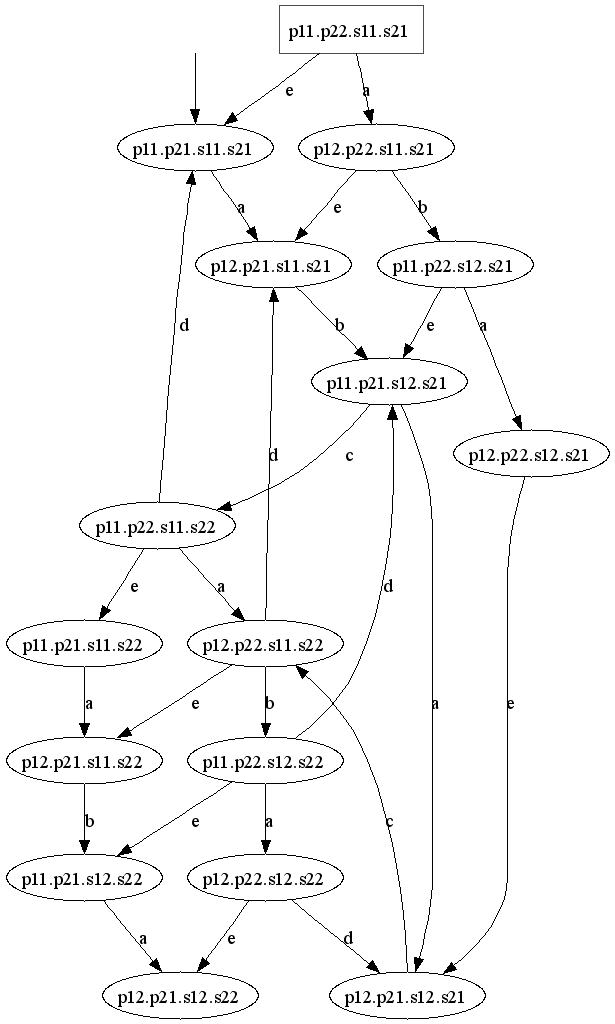 p11.p22.s11.s21
e
a
p11.p21.s11.s21
p12.p22.s11.s21
a
e
b
p12.p21.s11.s21
p11.p22.s12.s21
d
b
e
a
p11.p21.s12.s21
p12.p22.s12.s21
d
c
p11.p22.s11.s22
e
a
d
p11.p21.s11.s22
p12.p22.s11.s22
a
e
b
a
e
p12.p21.s11.s22
p11.p22.s12.s22
b
e
a
c
p11.p21.s12.s22
p12.p22.s12.s22
a
e
d
p12.p21.s12.s22
p12.p21.s12.s21